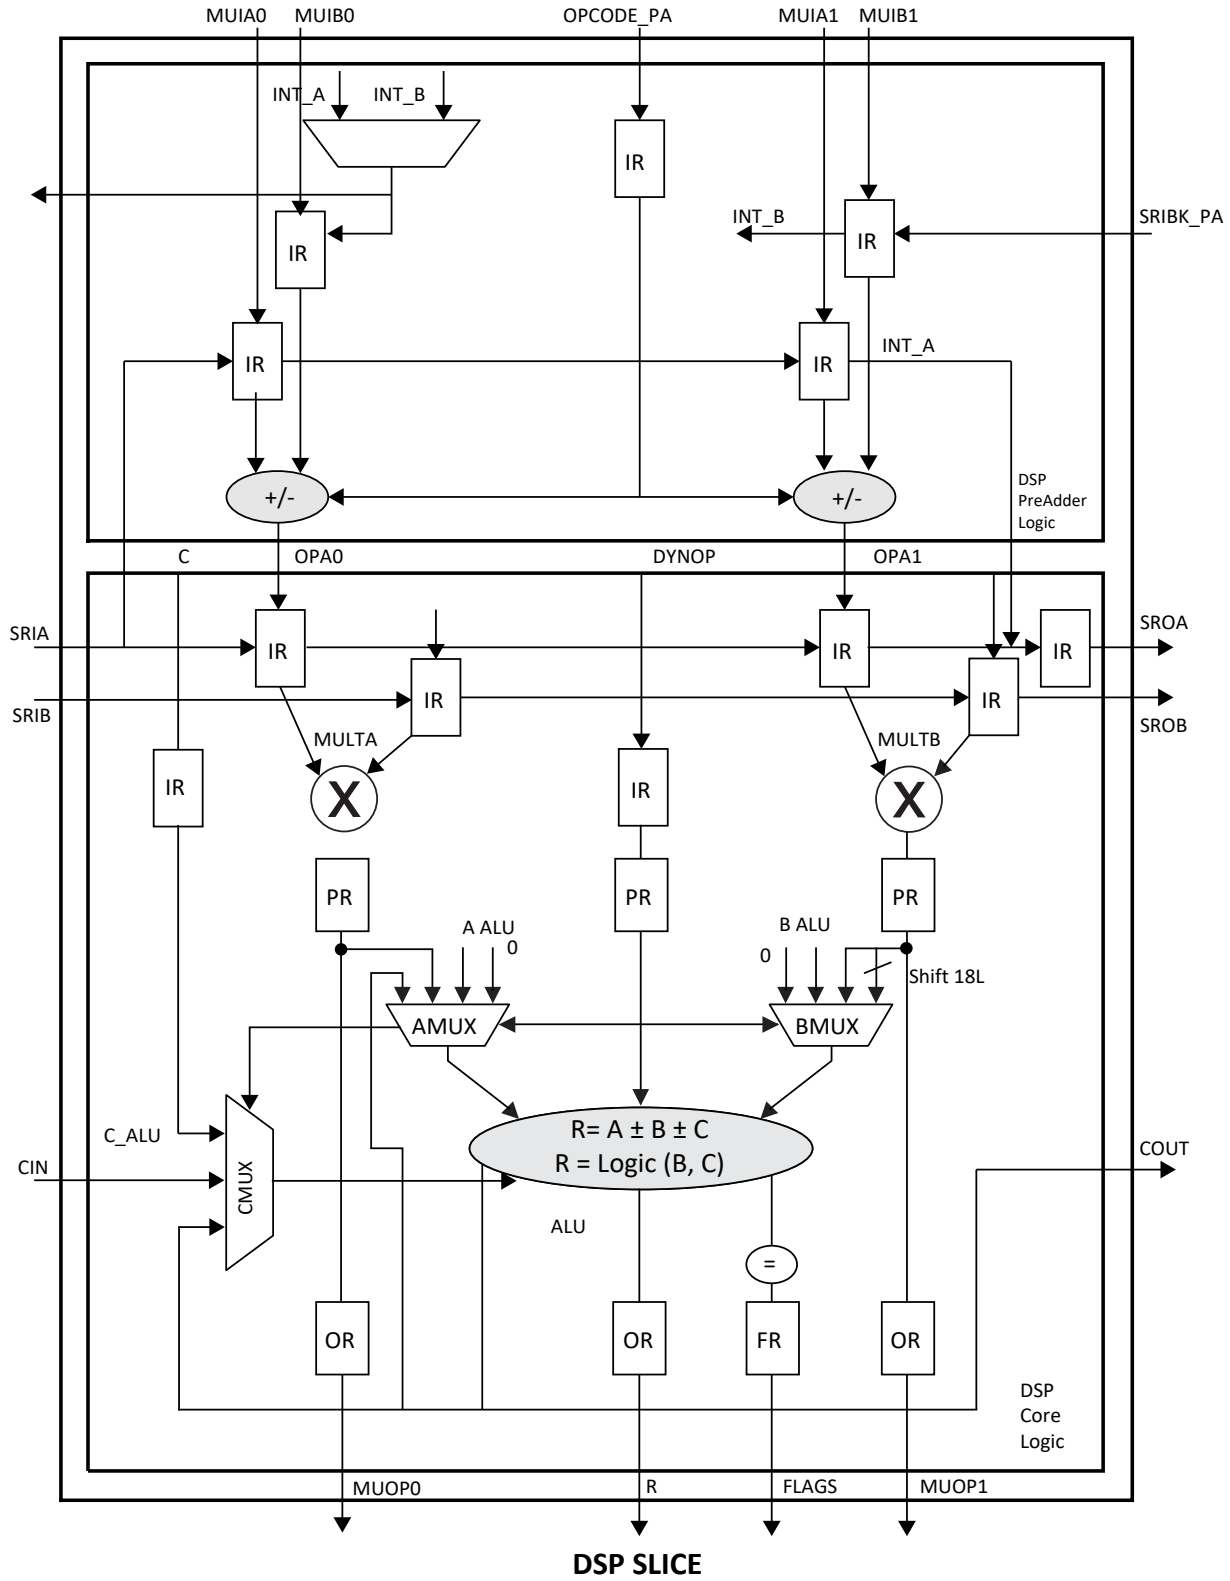 MUIA0 MUIB0 OPCODE_PA MUIA1 MUIB1
INT_A INT_B
IR
INT_B IR SRIBK_PA
IR
IR IR INT_A
+/- +/-
DSP
PreAdder
Logic
C OPA0 DYNOP OPA1
SRIA IR IR IR SROA
SRIB IR IR SROB
MULTA MULTB
IR X IR X
PR PR PR
A ALU B ALU
0 0
Shift 18L
AMUX BMUX
R= A ± B ± C
C_ALU
R = Logic (B, C)
CIN CMUX COUT
ALU
=
OR OR FR OR
DSP
Core
Logic
MUOP0 R FLAGS MUOP1
DSP SLICE